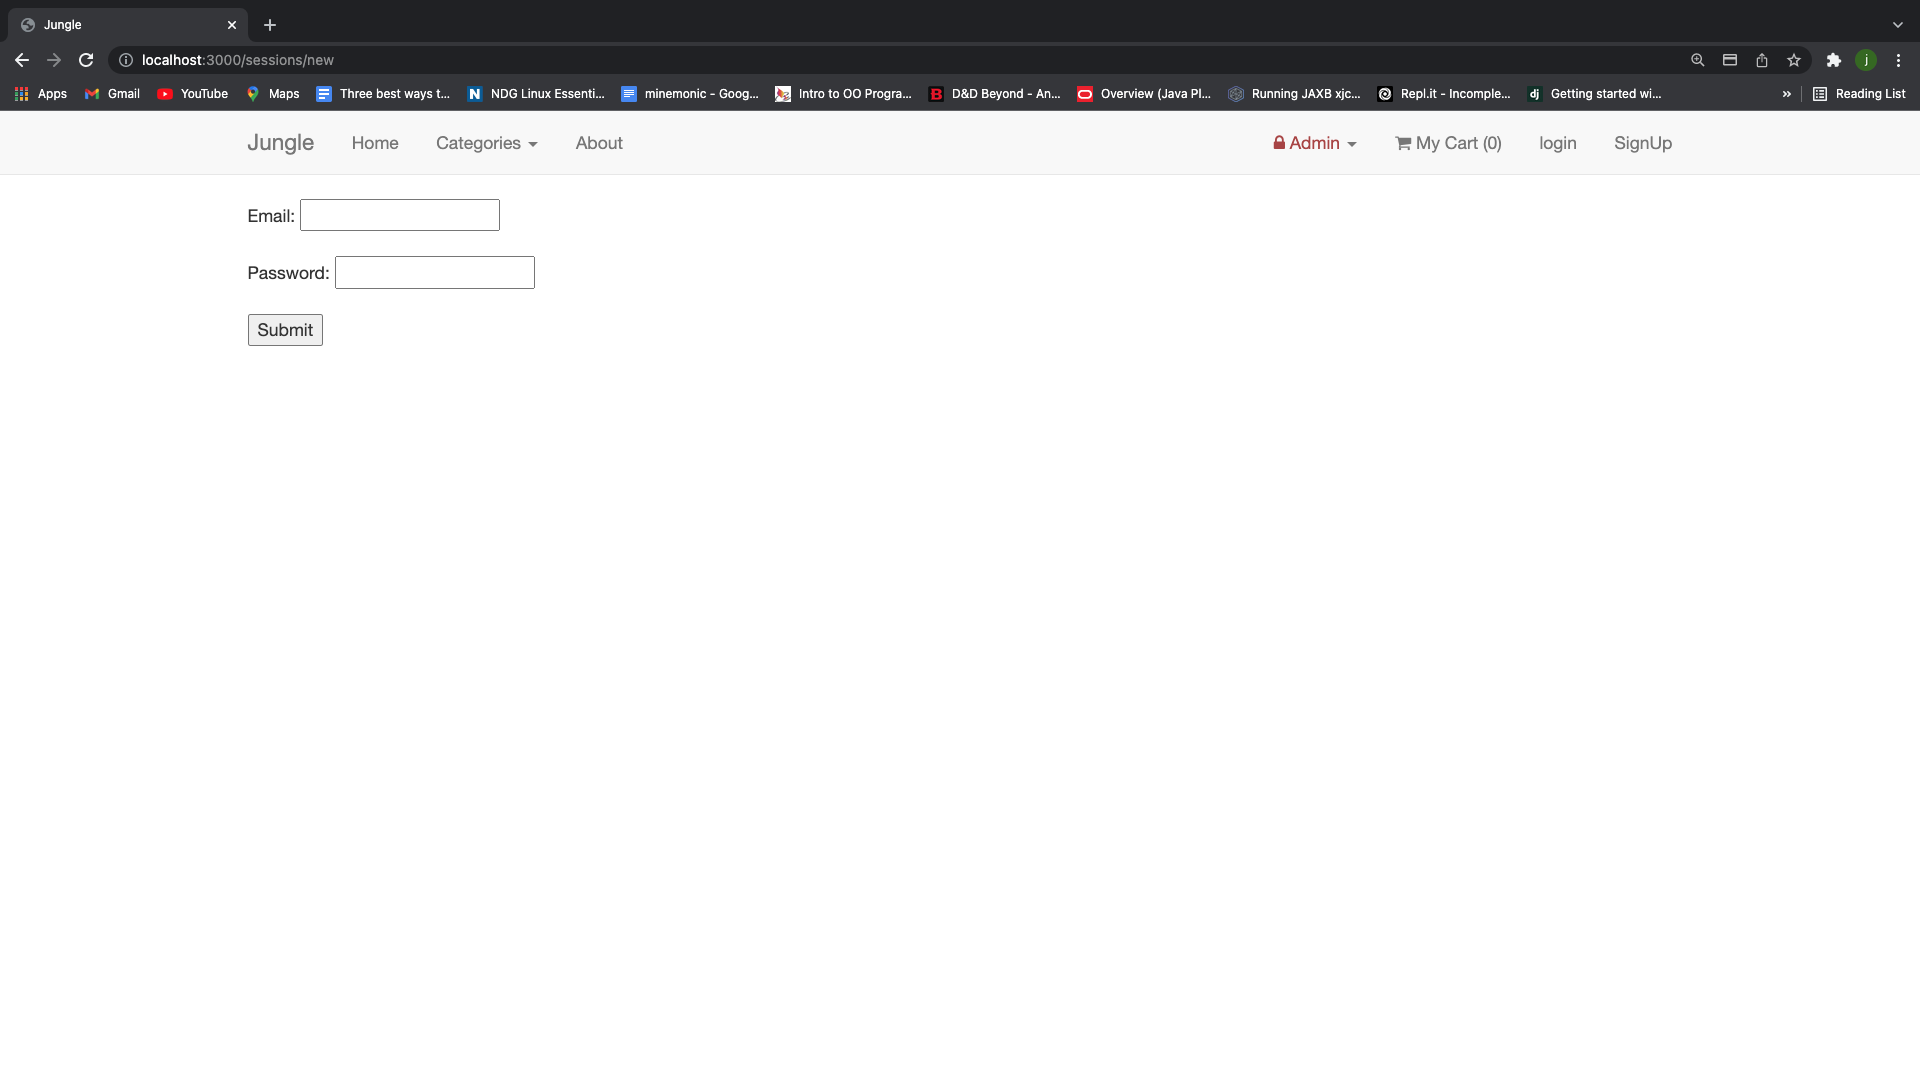 Jungle
localhost:3000/sessions/new
j
Apps Gmail YouTube Maps Three best ways t... NDG Linux Essenti... minemonic - Goog... Intro to OO Progra... D&D Beyond - An... Overview (Java Pl... Running JAXB xjc... Repl.it - Incomple... dj Getting started wi... » Reading List
Jungle Home Categories About Admin My Cart (0) login SignUp
Email:
Password:
Submit